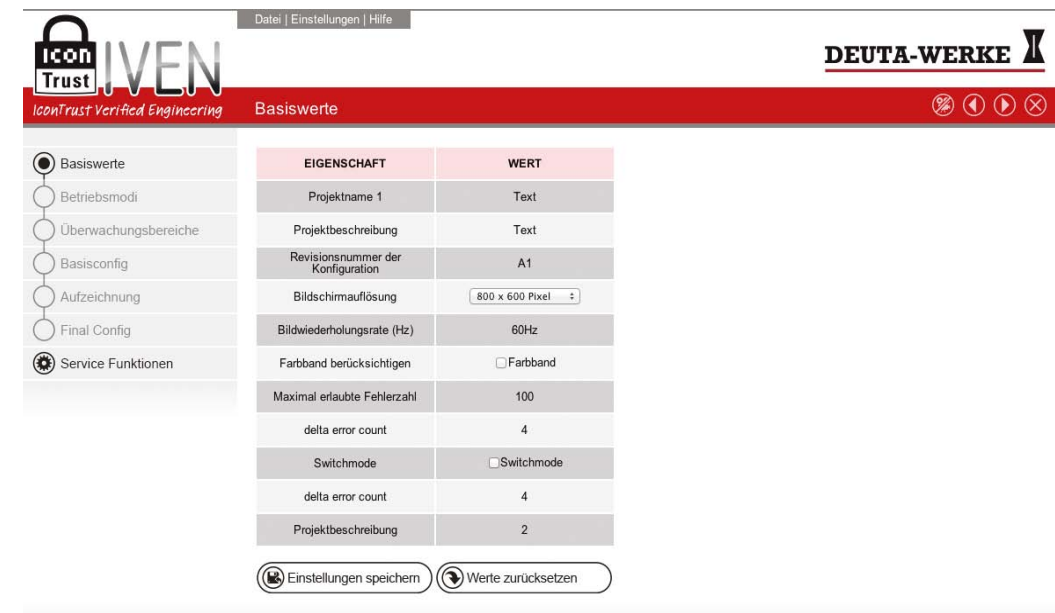 Datei | Einstellungen | Hilfe
Icon
Trust
IVEN
IconTrust Verified Engineering
DEUTA-WERKE
Basiswerte
Basiswerte
Betriebsmodi
Überwachungsbereiche
Basisconfig
Aufzeichnung
Final Config
Service Funktionen
EIGENSCHAFT WERT
Projektname 1 Text
Projektbeschreibung Text
Revisionsnummer der
Konfiguration A1
Bildschirmauflösung 800 x 600 Pixel
Bildwiederholungsrate (Hz) 60Hz
Farbband berücksichtigen Farbband
Maximal erlaubte Fehlerzahl 100
delta error count 4
Switchmode Switchmode
delta error count 4
Projektbeschreibung 2
Einstellungen speichern Werte zurücksetzen